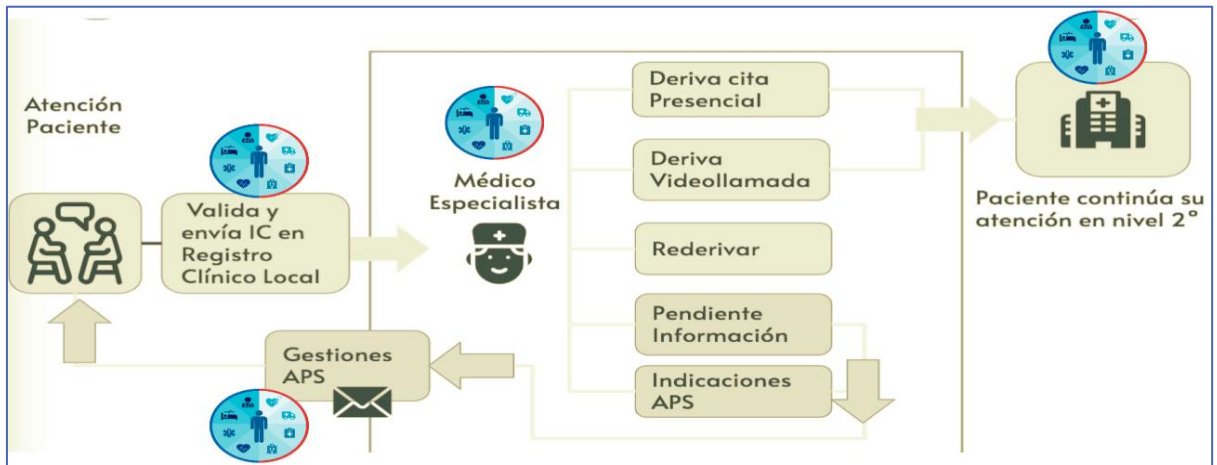 Atención
Paciente
Valida y
envía IC en
Registro
Clínico Local
Médico
Especialista
Deriva cita
Presencial
Deriva
Videollamada
Rederivar
Pendiente
Información
Indicaciones
APS
Gestiones
APS
Paciente continúa su
atención en nivel 2°